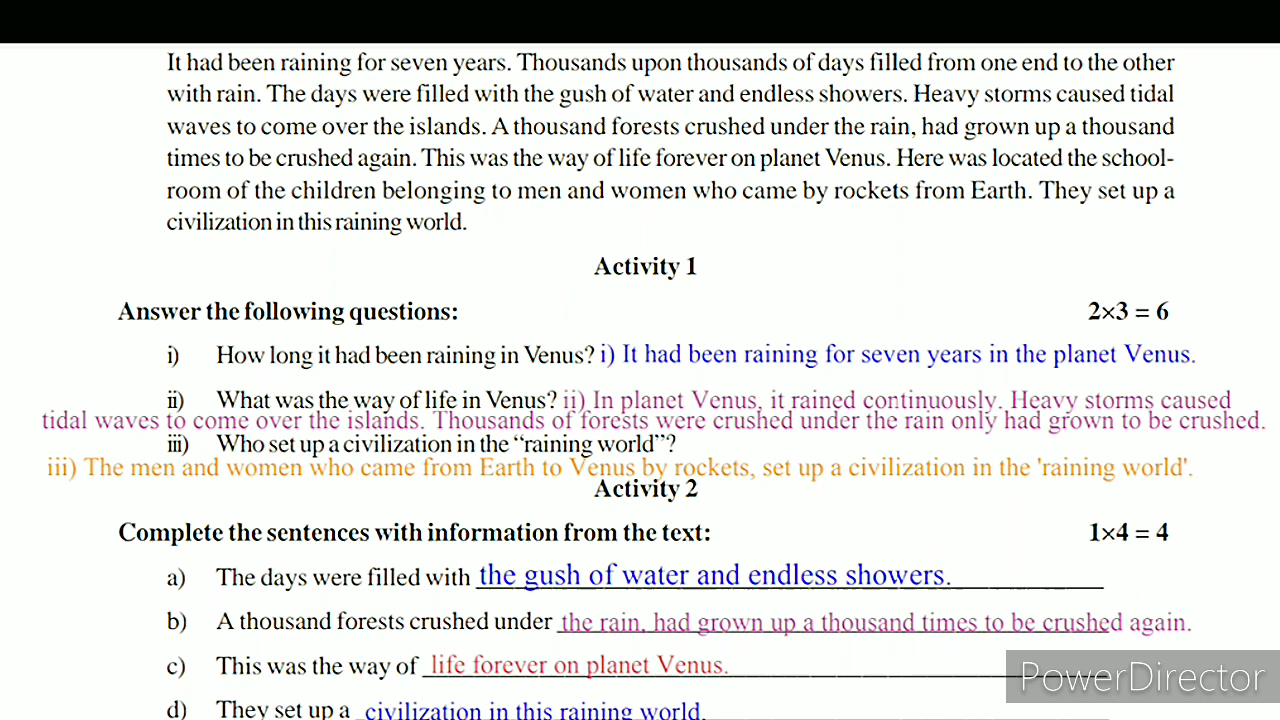 It had been raining for seven years. Thousands upon thousands of days filled from one end to the other
with rain. The days were filled with the gush of water and endless showers. Heavy storms caused tidal
waves to come over the islands. A thousand forests crushed under the rain, had grown up a thousand
times to be crushed again. This was the way of life forever on planet Venus. Here was located the school-
room of the children belonging to men and women who came by rockets from Earth. They set up a
civilization in this raining world.
Activity 1
Answer the following questions: 2×3 = 6
i) How long it had been raining in Venus? i) It had been raining for seven years in the planet Venus.
ii) What was the way of life in Venus? ii) In planet Venus, it rained continuously. Heavy storms caused
tidal waves to come over the islands. Thousands of forests were crushed under the rain only had grown to be crushed.
iii) Who set up a civilization in the “raining world”?
iii) The men and women who came from Earth to Venus by rockets, set up a civilization in the 'raining world'.
Activity 2
Complete the sentences with information from the text: 1×4 = 4
a) The days were filled with the gush of water and endless showers.
b) A thousand forests crushed under the rain, had grown up a thousand times to be crushed again.
c) This was the way of life forever on planet Venus.
PowerDirector
d) They set up a civilization in this raining world.